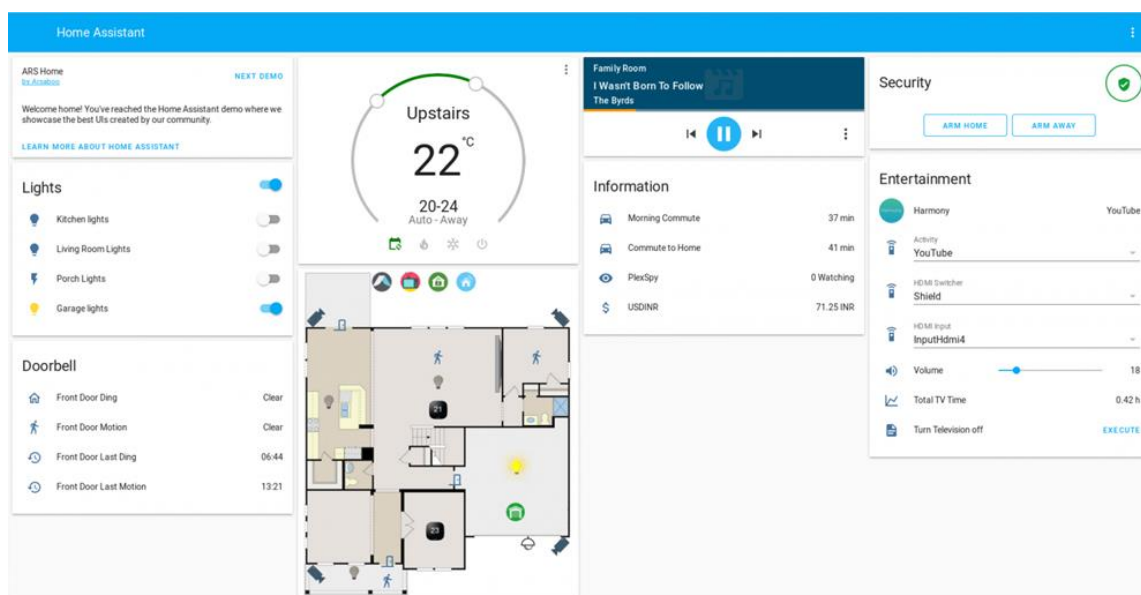 Home Assistant
ARS Home
by Arsaboo
NEXT DEMO
Welcome home! You've reached the Home Assistant demo where we
showcase the best UIs created by our community.
LEARN MORE ABOUT HOME ASSISTANT
Lights
Kitchen lights
Living Room Lights
Porch Lights
Garage lights
Doorbell
Front Door Ding Clear
Front Door Motion Clear
Front Door Last Ding 06:44
Front Door Last Motion 13:21
Upstairs
22 °C
20-24
Auto - Away
21
23
Family Room
I Wasn't Born To Follow
The Byrds
Information
Morning Commute 37 min
Commute to Home 41 min
PlexSpy 0 Watching
USDINR 71.25 INR
Security
ARM HOME ARM AWAY
Entertainment
Harmony YouTube
Activity
YouTube
HDMI Switcher
Shield
HDMI Input
InputHdmi4
Volume 18
Total TV Time 0.42 h
Turn Television off EXECUTE